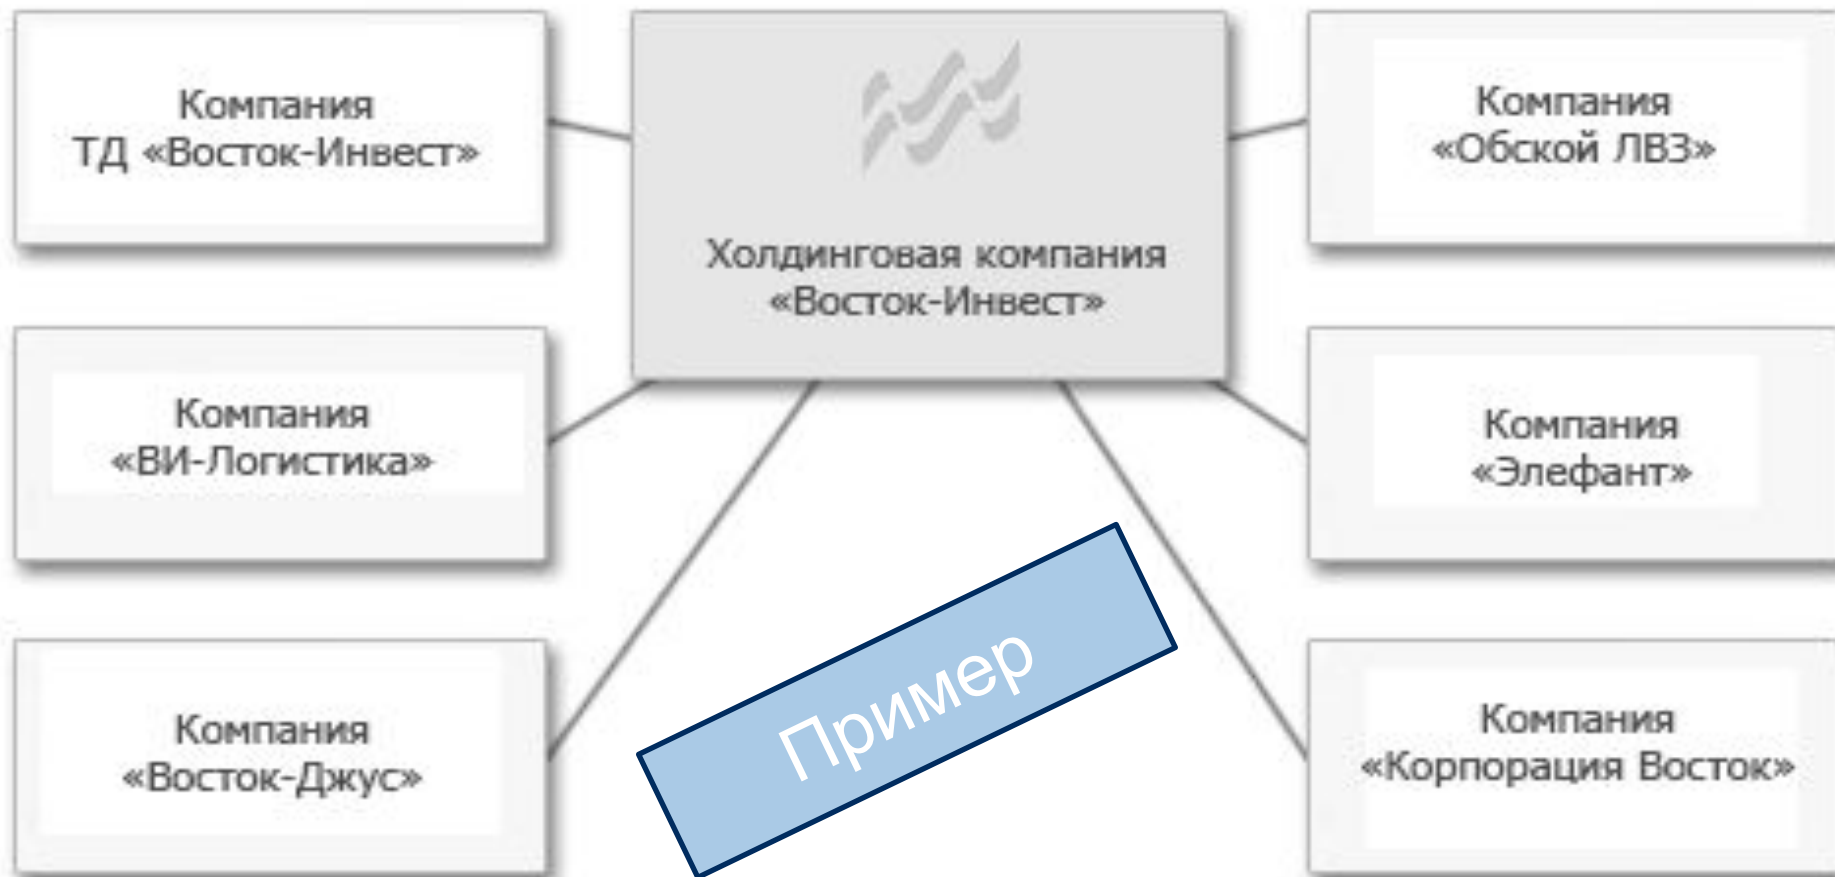 Компания
ТД «Восток-Инвест»
Холдинговая компания
«Восток-Инвест»
Компания
«Обской ЛВЗ»
Компания
«ВИ-Логистика»
Компания
«Элефант»
Компания
«Восток-Джус»
Пример
Компания
«Корпорация Восток»